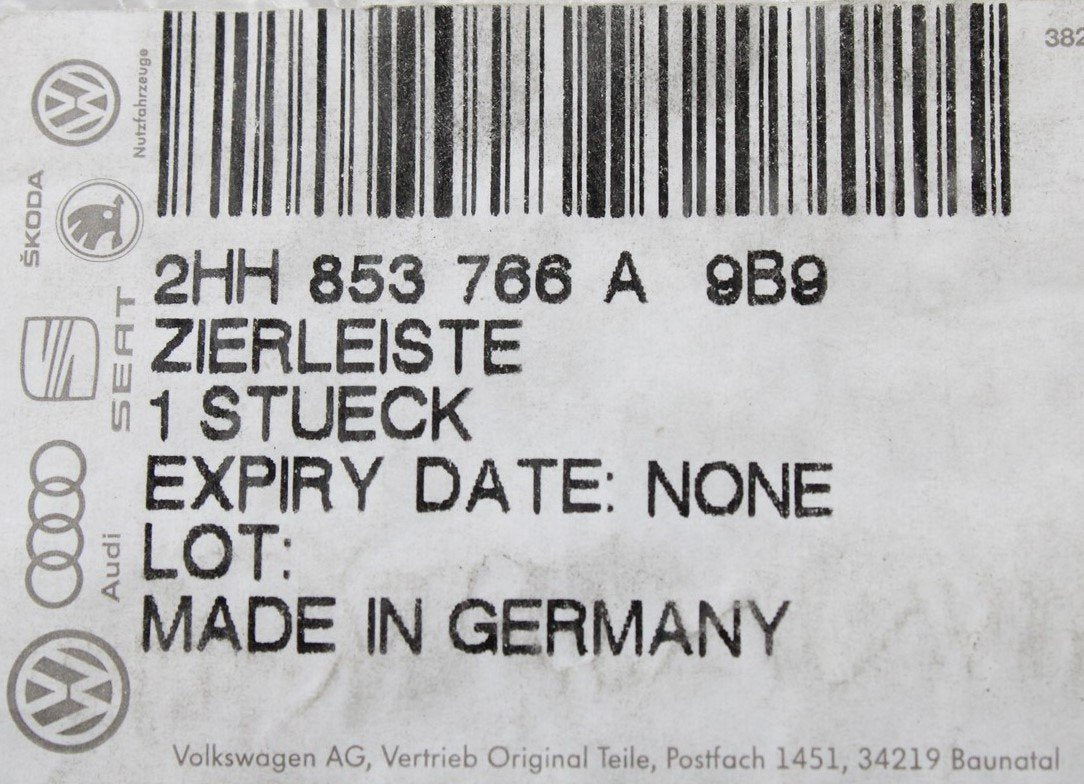 382
Nutzfahrzeuge
ŠKODA
SEAT
Audi
2HH 853 766 A 9B9
ZIERLEISTE
1 STUECK
EXPIRY DATE: NONE
LOT:
MADE IN GERMANY
Volkswagen AG, Vertrieb Original Teile, Postfach 1451, 34219 Baunatal